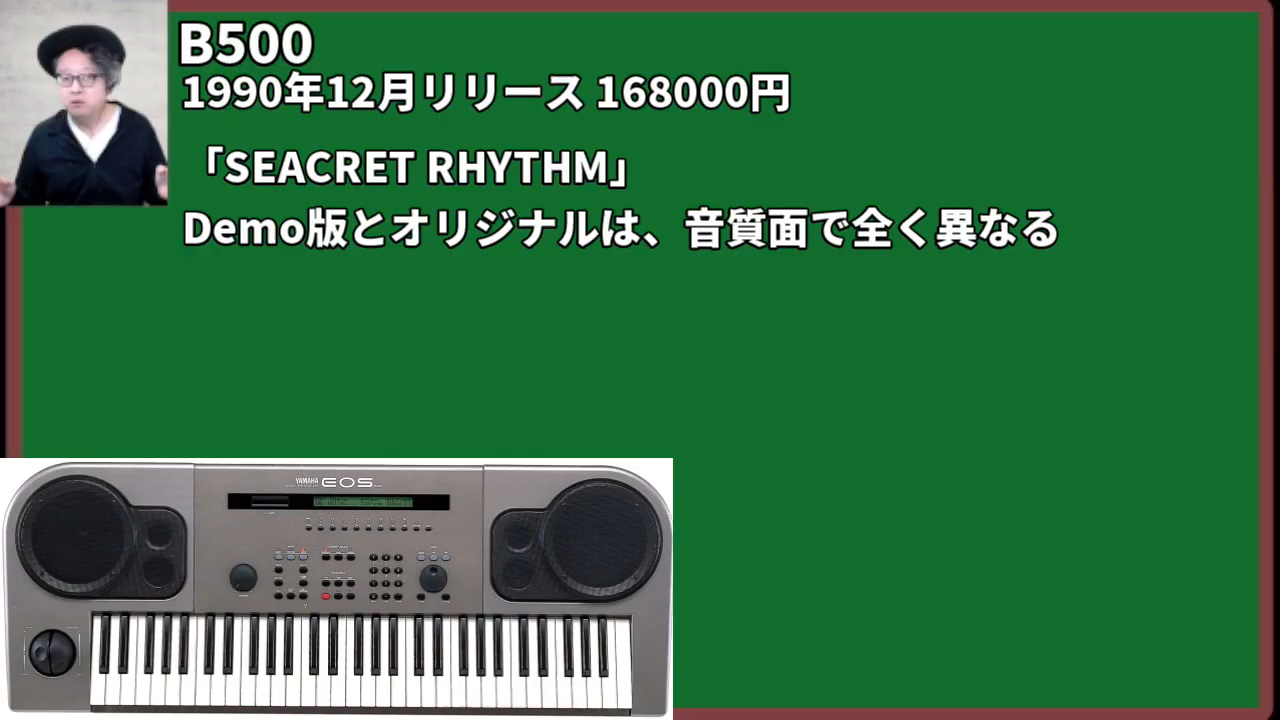 B500
1990年12月リリース 168000円
「SEACRET RHYTHM」
Demo版とオリジナルは、音質面で全く異なる
YAMAHA EOS